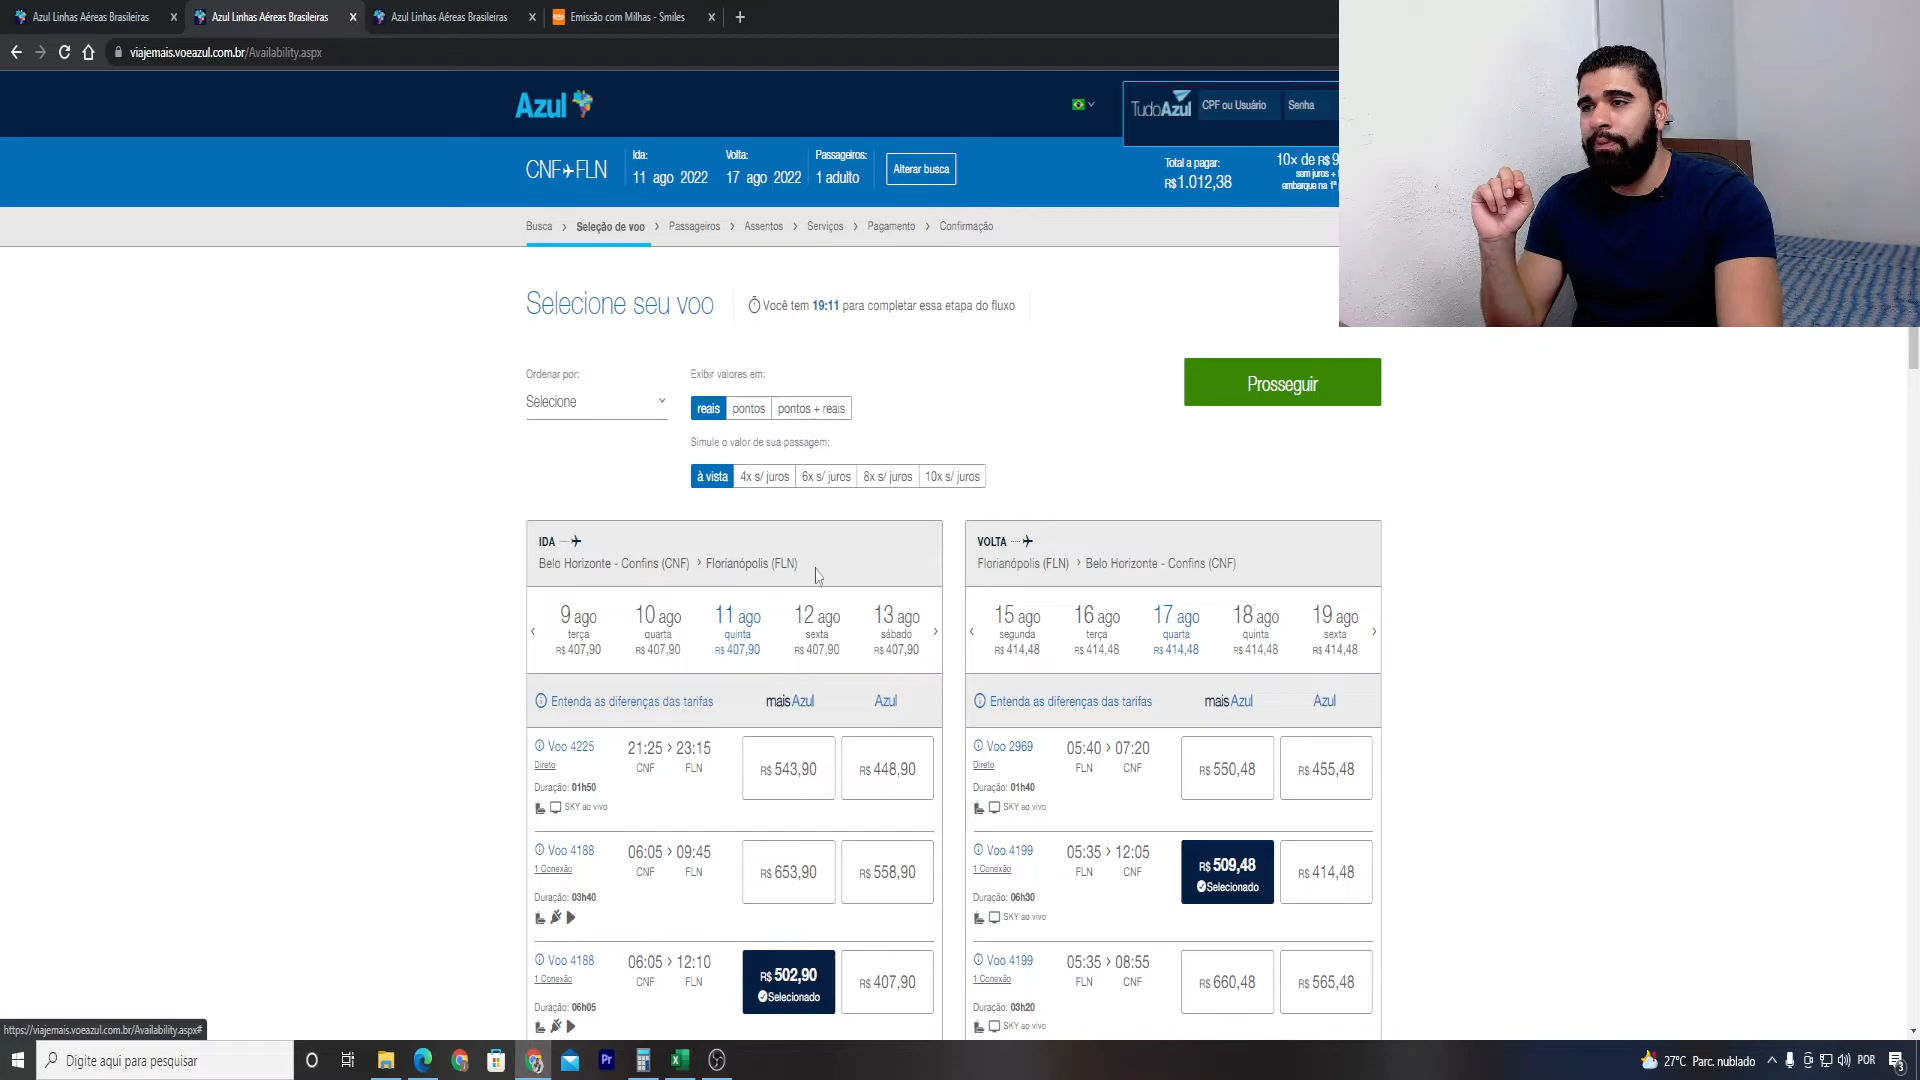 Azul Linhas Aéreas Brasileiras
Azul Linhas Aéreas Brasileiras
Azul Linhas Aéreas Brasileiras
Emissão com Milhas - Smiles
viajemais.voeazul.com.br/Availability.aspx
Azul
TudoAzul
CPF ou Usuário
Senha
CNF FLN
Ida:
11 ago 2022
Volta:
17 ago 2022
Passageiros:
1 adulto
Alterar busca
Total a pagar:
R$1.012,38
10x de R$ 9
sem juros +
embarque na 1ª
Busca > Seleção de voo > Passageiros > Assentos > Serviços > Pagamento > Confirmação
Selecione seu voo
Você tem 19:11 para completar essa etapa do fluxo
Ordenar por:
Selecione
Exibir valores em:
reais pontos pontos + reais
Simule o valor de sua passagem:
à vista 4x s/ juros 6x s/ juros 8x s/ juros 10x s/ juros
Prosseguir
IDA
Belo Horizonte - Confins (CNF) > Florianópolis (FLN)
9 ago 10 ago 11 ago 12 ago 13 ago
terça quarta quinta sexta sábado
R$ 407,90 R$ 407,90 R$ 407,90 R$ 407,90 R$ 407,90
Entenda as diferenças das tarifas
maisAzul Azul
Voo 4225 21:25 > 23:15
Direto CNF FLN
R$ 543,90 R$ 448,90
Duração: 01h50
SKY ao vivo
Voo 4188 06:05 > 09:45
1 Conexão CNF FLN
R$ 653,90 R$ 558,90
Duração: 03h40
Voo 4188 06:05 > 12:10
1 Conexão CNF FLN
R$ 502,90 R$ 407,90
Selecionado
Duração: 06h05
VOLTA
Florianópolis (FLN) > Belo Horizonte - Confins (CNF)
15 ago 16 ago 17 ago 18 ago 19 ago
segunda terça quarta quinta sexta
R$ 414,48 R$ 414,48 R$ 414,48 R$ 414,48 R$ 414,48
Entenda as diferenças das tarifas
maisAzul Azul
Voo 2969 05:40 > 07:20
Direto FLN CNF
R$ 550,48 R$ 455,48
Duração: 01h40
SKY ao vivo
Voo 4199 05:35 > 12:05
1 Conexão FLN CNF
R$ 509,48 R$ 414,48
Selecionado
Duração: 06h30
SKY ao vivo
Voo 4199 05:35 > 08:55
1 Conexão FLN CNF
R$ 660,48 R$ 565,48
Duração: 03h20
SKY ao vivo
https://viajemais.voeazul.com.br/Availability.aspx#
Digite aqui para pesquisar
Pr
27°C Parc. nublado
POR
3